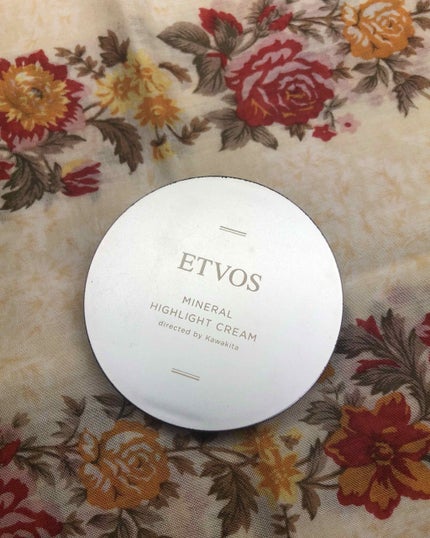 ETVOS
MINERAL
HIGHLIGHT CREAM
directed by Kawakita